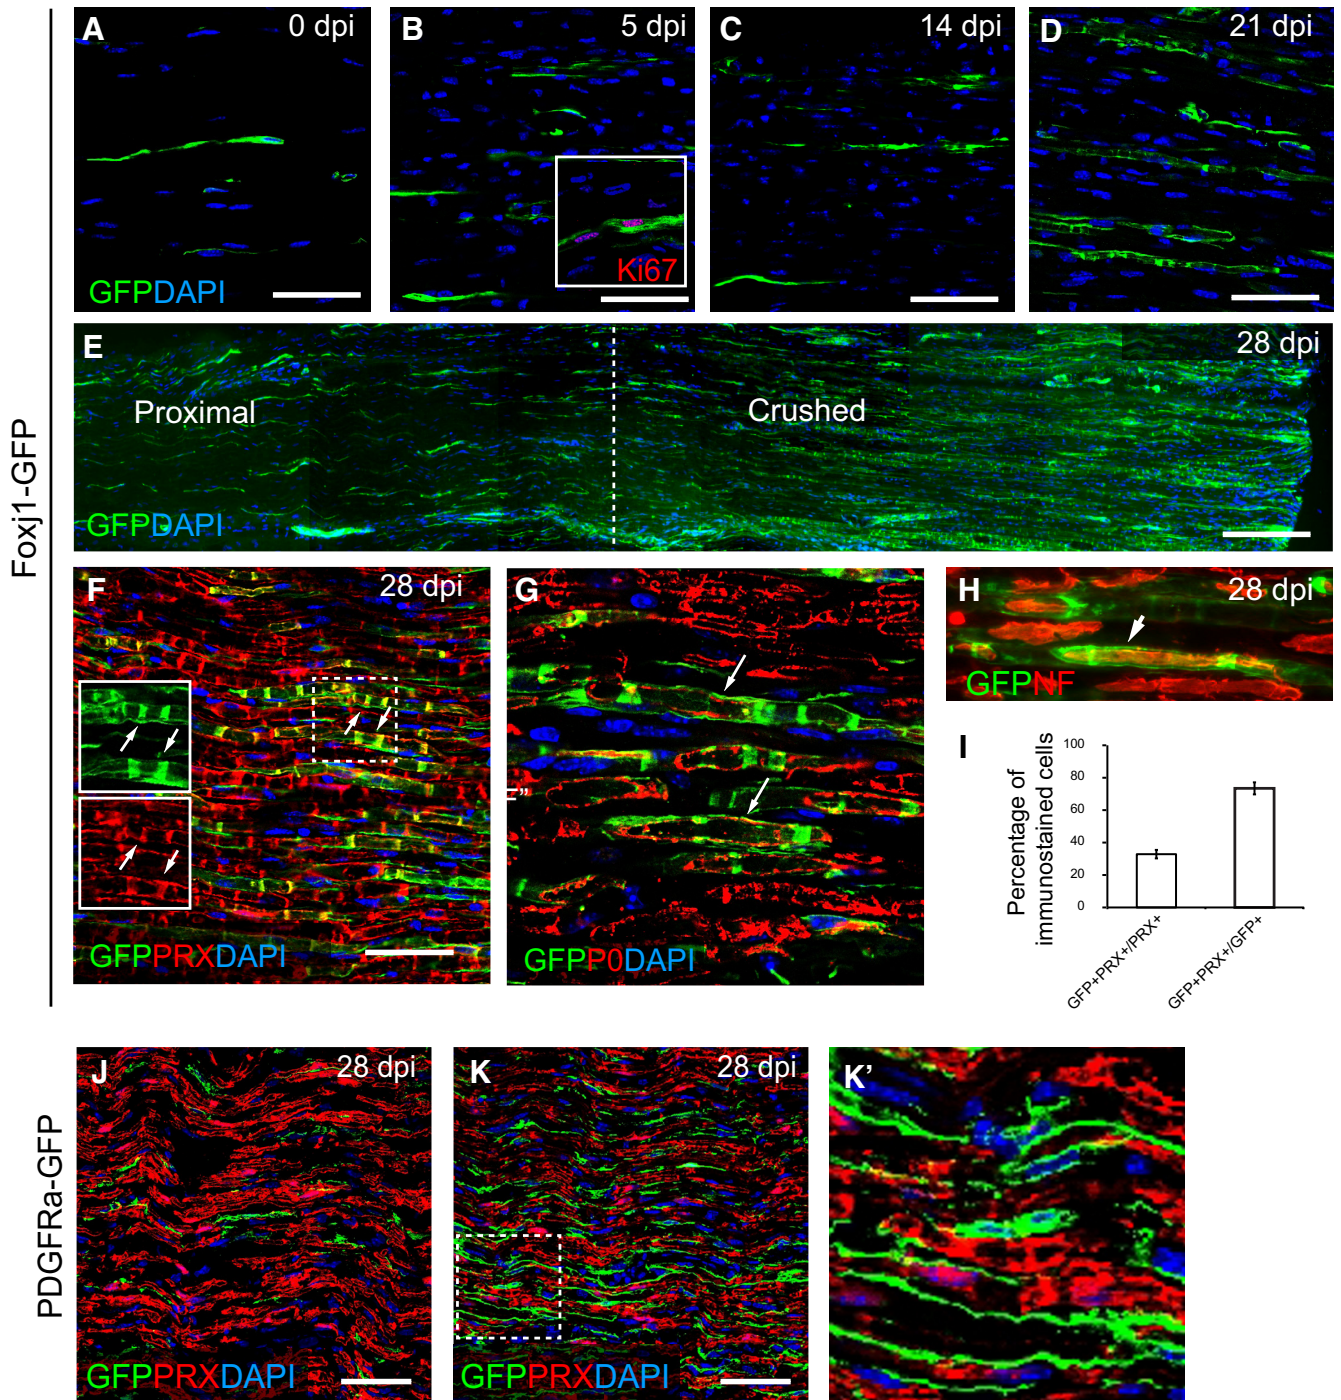 Foxj1-GFP
A
0 dpi
GFPDAPI
B
5 dpi
Ki67
C
14 dpi
D
21 dpi
E
28 dpi
Proximal
Crushed
GFPDAPI
F
28 dpi
GFPPRXDAPI
G
E”
GFPP0DAPI
H
28 dpi
GFPNF
I
Percentage of
immunostained cells
100
80
60
40
20
0
GFP+PRX+/PRX+
GFP+PRX+/GFP+
PDGFRa-GFP
J
28 dpi
GFPPRXDAPI
K
28 dpi
GFPPRXDAPI
K’